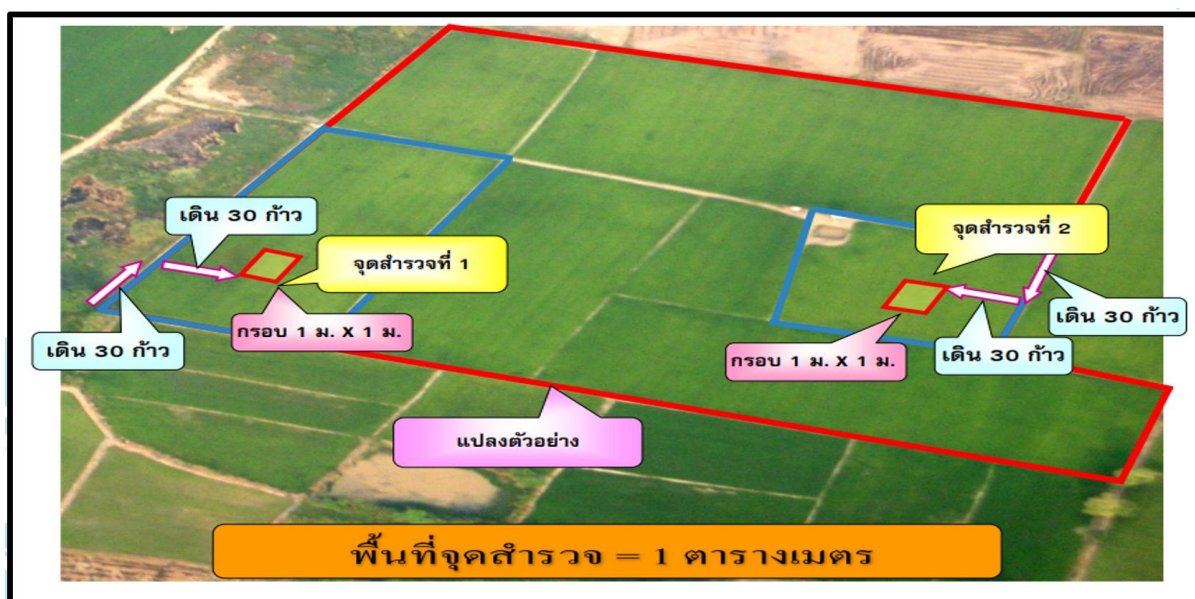 เดิน 30 ก้าว
จุดสำรวจที่ 1
จุดสำรวจที่ 2
กรอบ 1 ม. X 1 ม.
เดิน 30 ก้าว
เดิน 30 ก้าว
กรอบ 1 ม. X 1 ม.
เดิน 30 ก้าว
แปลงตัวอย่าง
พื้นที่จุดสำรวจ = 1 ตารางเมตร